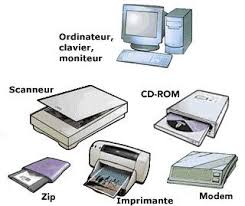 Ordinateur,
clavier,
moniteur
Scanneur
CD-ROM
Zip
Imprimante
Modem